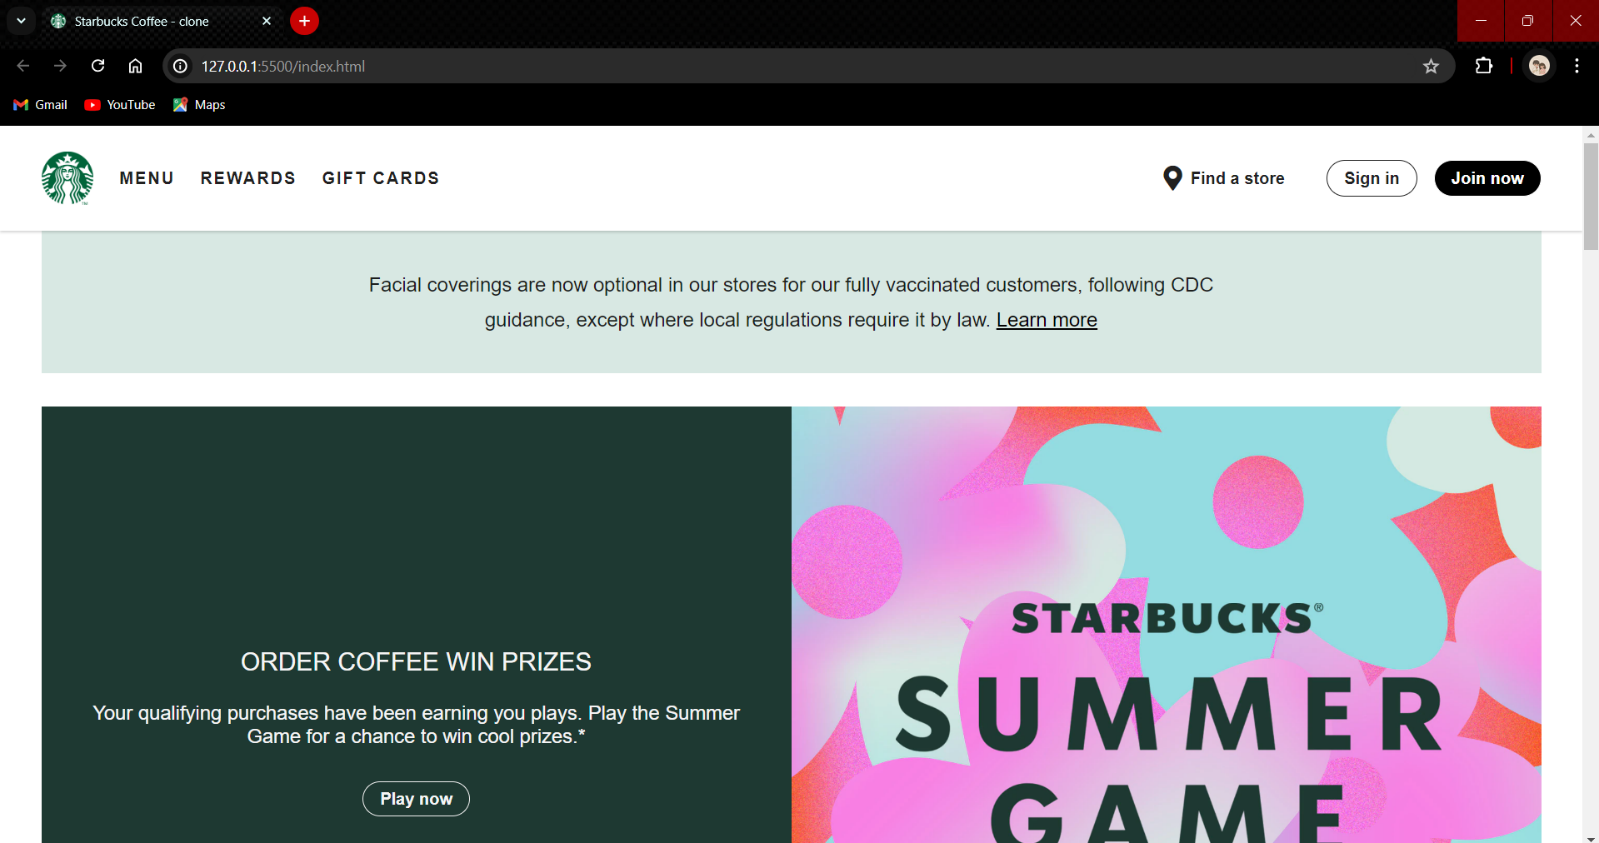 Starbucks Coffee - clone
127.0.0.1:5500/index.html
Gmail YouTube Maps
MENU REWARDS GIFT CARDS Find a store Sign in Join now
Facial coverings are now optional in our stores for our fully vaccinated customers, following CDC
guidance, except where local regulations require it by law. Learn more
ORDER COFFEE WIN PRIZES
Your qualifying purchases have been earning you plays. Play the Summer
Game for a chance to win cool prizes.*
Play now
STARBUCKS®
SUMMER
GAME